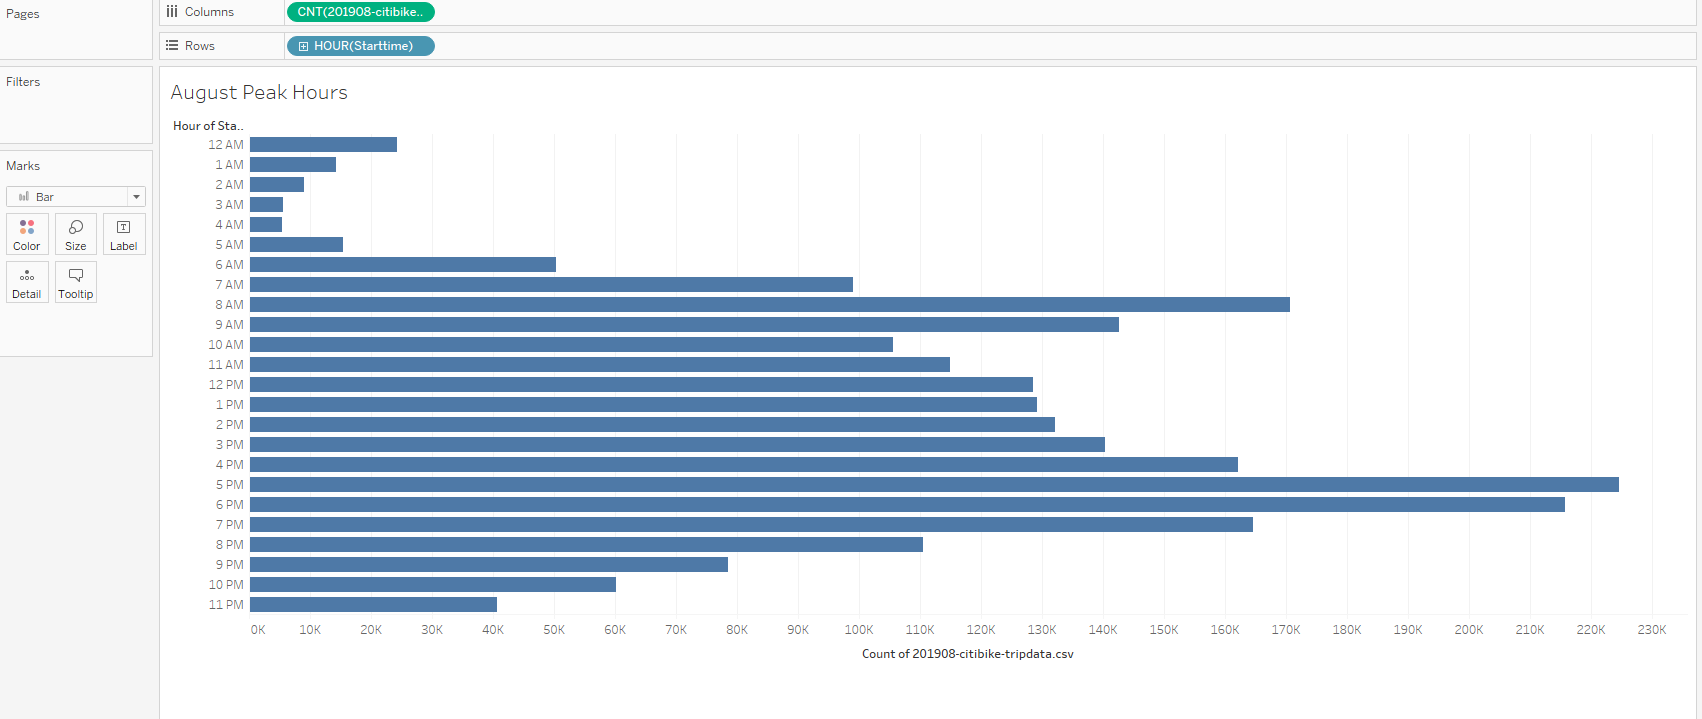 Pages
Columns
CNT(201908-citibike..
Rows
HOUR(Starttime)
Filters
Marks
Bar
Color
Size
Label
Detail
Tooltip
August Peak Hours
Hour of Sta..
12 AM
1 AM
2 AM
3 AM
4 AM
5 AM
6 AM
7 AM
8 AM
9 AM
10 AM
11 AM
12 PM
1 PM
2 PM
3 PM
4 PM
5 PM
6 PM
7 PM
8 PM
9 PM
10 PM
11 PM
0K 10K 20K 30K 40K 50K 60K 70K 80K 90K 100K 110K 120K 130K 140K 150K 160K 170K 180K 190K 200K 210K 220K 230K
Count of 201908-citibike-tripdata.csv